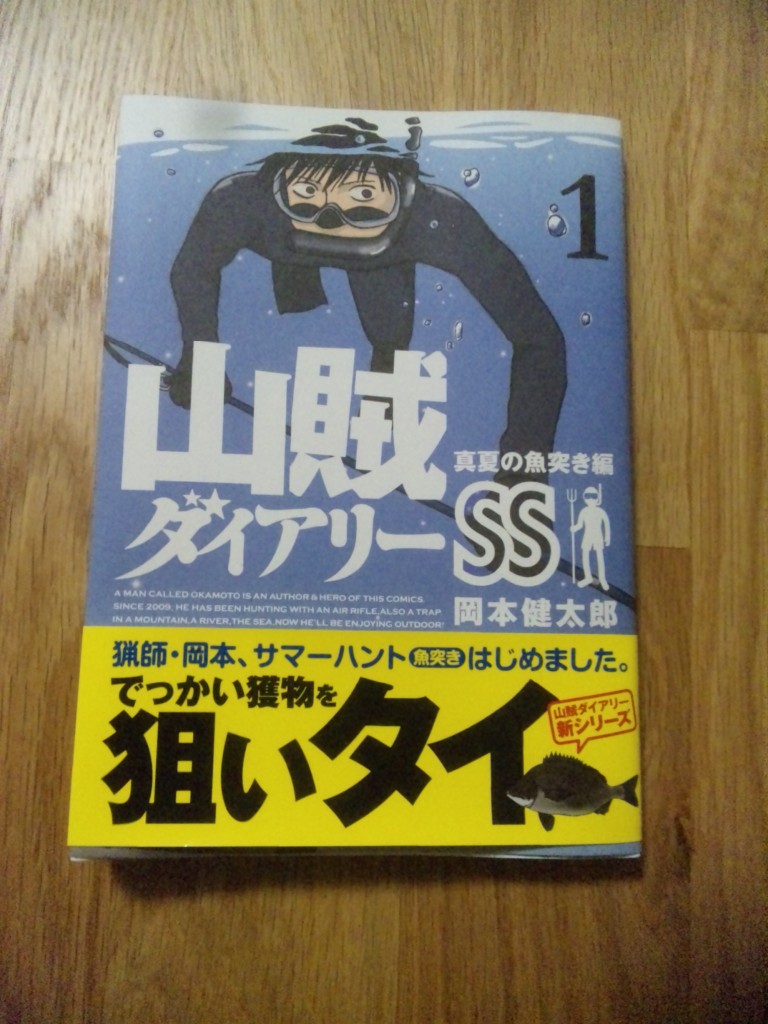 1
山賊
ダイアリー
真夏の魚突き編
SS
岡本健太郎
A MAN CALLED OKAMOTO IS AN AUTHOR & HERO OF THIS COMICS.
SINCE 2009, HE HAS BEEN HUNTING WITH AN AIR RIFLE, ALSO A TRAP
IN A MOUNTAIN, A RIVER, THE SEA. NOW HE'LL BE ENJOYING OUTDOOR!
猟師・岡本、サマーハント魚突きはじめました。
でっかい獲物を
狙いタイ
山賊ダイアリー
新シリーズ